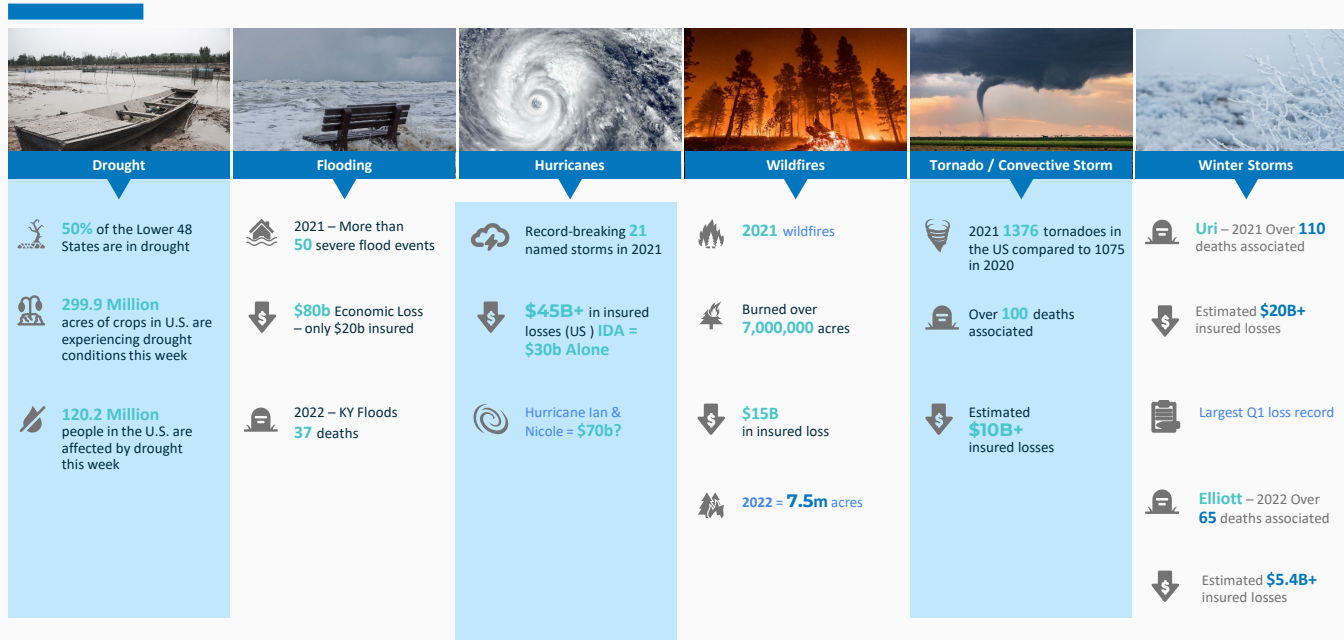 Drought
50% of the Lower 48
States are in drought
299.9 Million
acres of crops in U.S. are
experiencing drought
conditions this week
120.2 Million
people in the U.S. are
affected by drought
this week
Flooding
2021 – More than
50 severe flood events
$80b Economic Loss
– only $20b insured
2022 – KY Floods
37 deaths
Hurricanes
Record-breaking 21
named storms in 2021
$45B+ in insured
losses (US ) IDA =
$30b Alone
Hurricane Ian &
Nicole = $70b?
Wildfires
2021 wildfires
Burned over
7,000,000 acres
$15B
in insured loss
2022 = 7.5m acres
Tornado / Convective Storm
2021 1376 tornadoes in
the US compared to 1075
in 2020
Over 100 deaths
associated
Estimated
$10B+
insured losses
Winter Storms
Uri – 2021 Over 110
deaths associated
Estimated $20B+
insured losses
Largest Q1 loss record
Elliott – 2022 Over
65 deaths associated
Estimated $5.4B+
insured losses